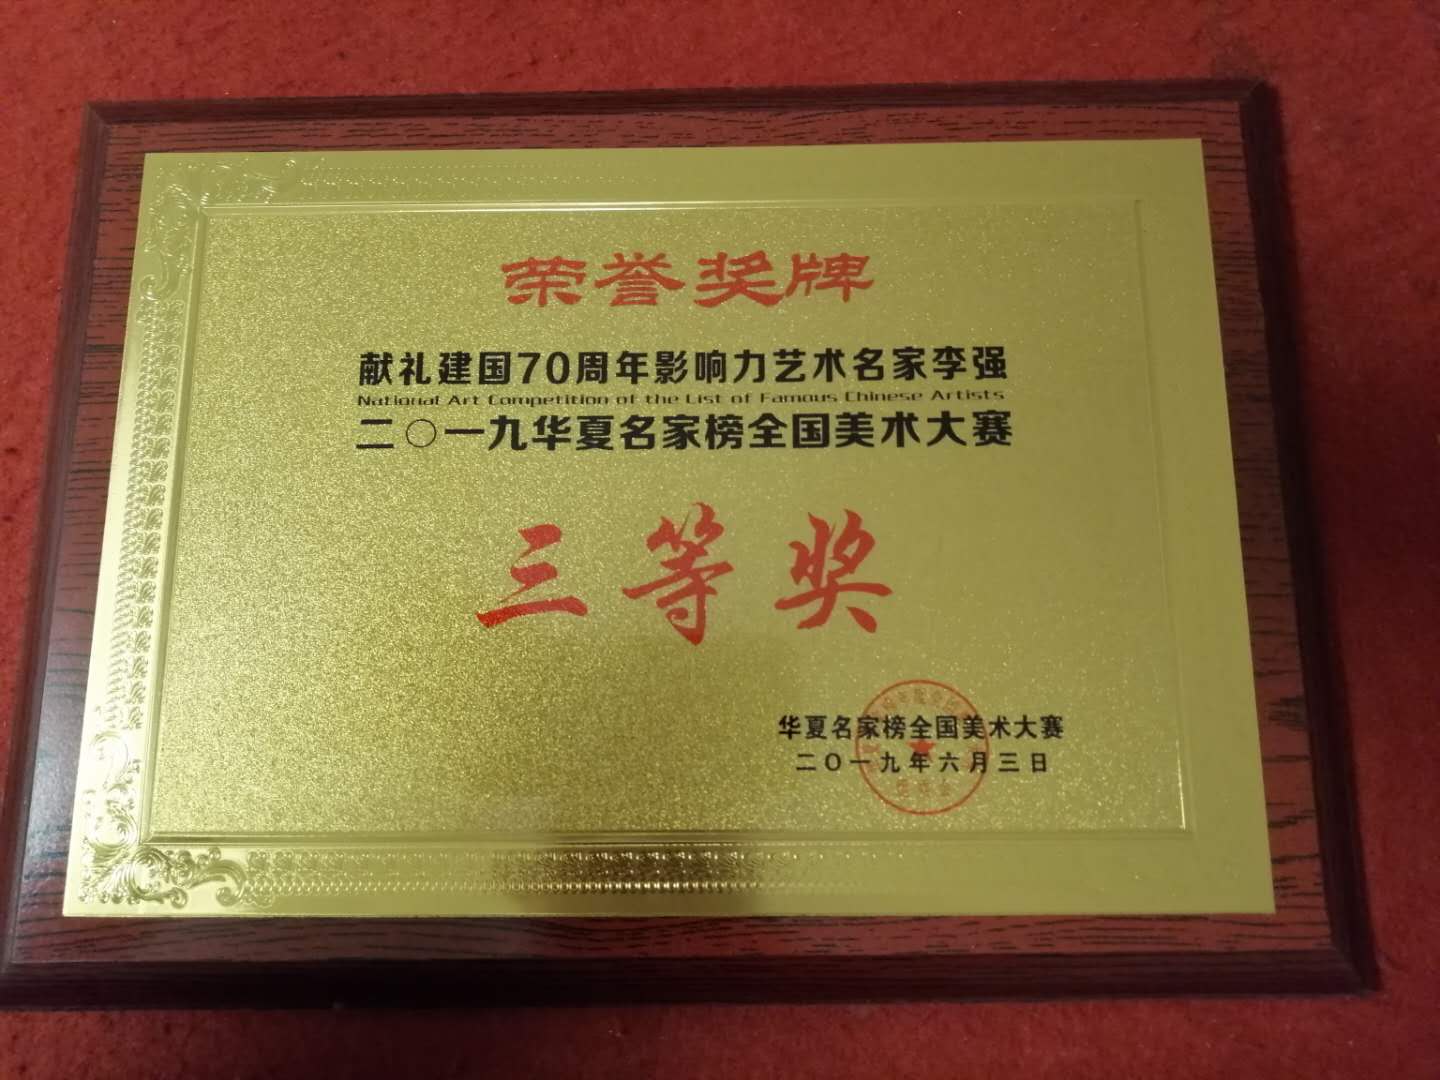 荣誉奖牌
献礼建国70周年影响力艺术名家李强
National Art Competition of the List of Famous Chinese Artists
二〇一九华夏名家榜全国美术大赛
三等奖
华夏名家榜全国美术大赛
二〇一九年六月三日